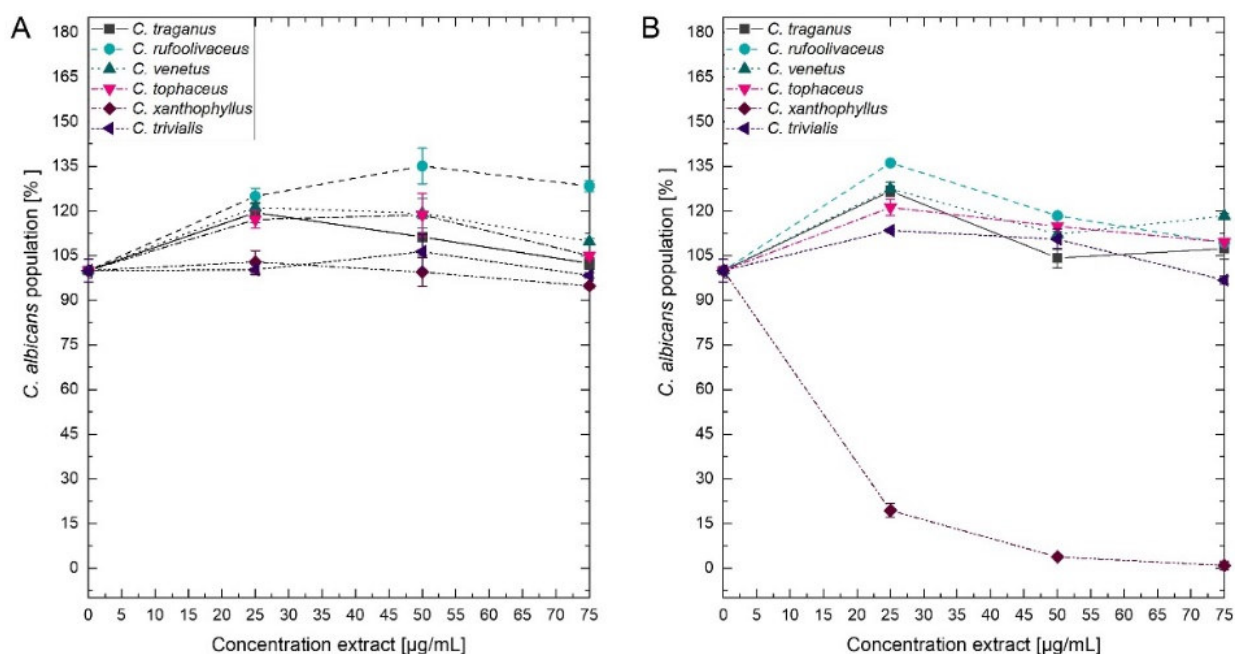 A
C. traganus
C. rufoolivaceus
C. venetus
C. tophaceus
C. xanthophyllus
C. trivialis
180
165
150
135
120
105
90
75
60
45
30
15
0
C. albicans population [% ]
0 5 10 15 20 25 30 35 40 45 50 55 60 65 70 75
Concentration extract [µg/mL]
B
C. traganus
C. rufoolivaceus
C. venetus
C. tophaceus
C. xanthophyllus
C. trivialis
180
165
150
135
120
105
90
75
60
45
30
15
0
C. albicans population [% ]
0 5 10 15 20 25 30 35 40 45 50 55 60 65 70 75
Concentration extract [µg/mL]